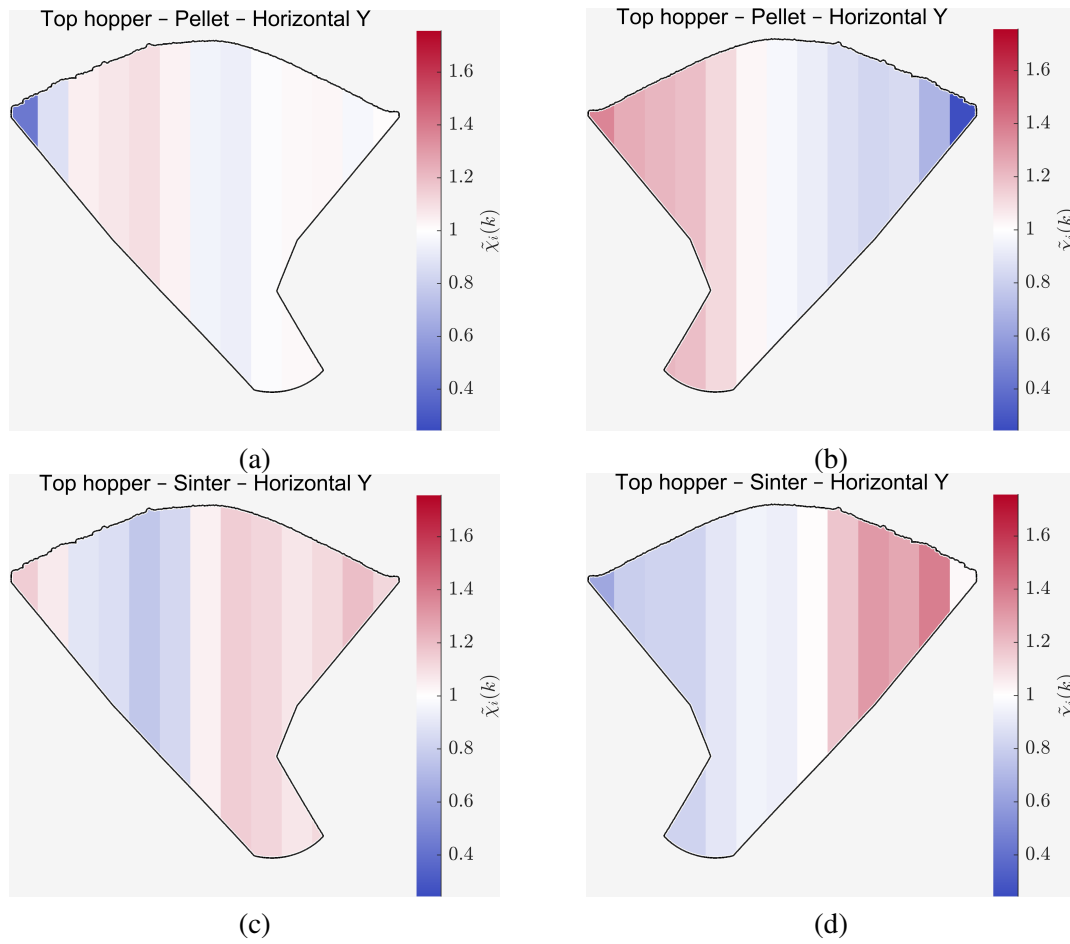 Top hopper – Pellet – Horizontal Y
1.6
1.4
1.2
1
0.8
0.6
0.4
χ̃ᵢ(k)
(a)
Top hopper – Pellet – Horizontal Y
1.6
1.4
1.2
1
0.8
0.6
0.4
χ̃ᵢ(k)
(b)
Top hopper – Sinter – Horizontal Y
1.6
1.4
1.2
1
0.8
0.6
0.4
χ̃ᵢ(k)
(c)
Top hopper – Sinter – Horizontal Y
1.6
1.4
1.2
1
0.8
0.6
0.4
χ̃ᵢ(k)
(d)